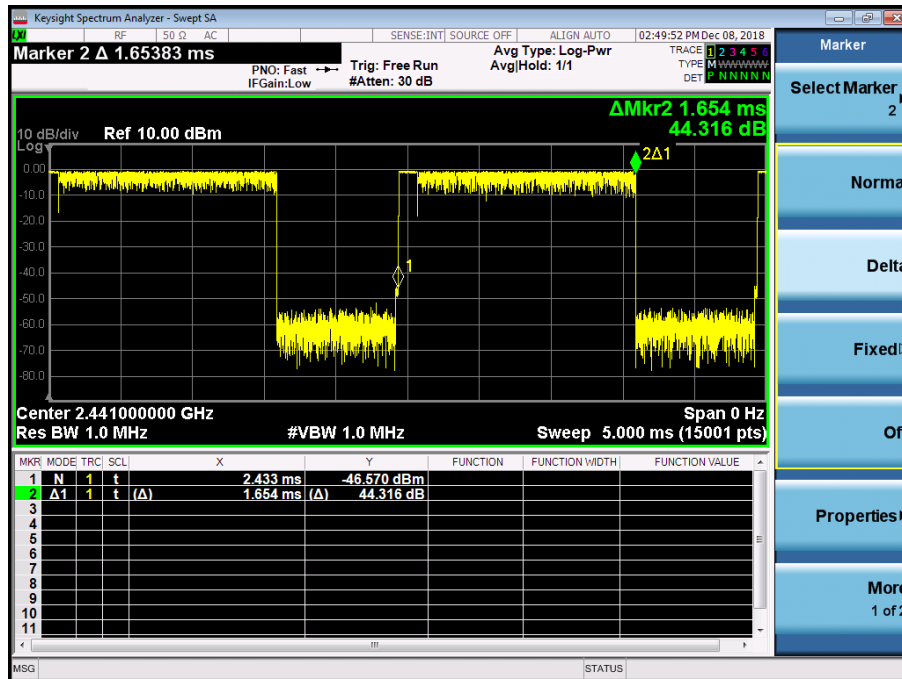 Keysight Spectrum Analyzer - Swept SA
LXI RF 50 Ω AC SENSE:INT SOURCE OFF ALIGN AUTO 02:49:52 PM Dec 08, 2018
Marker 2 Δ 1.65383 ms
PNO: Fast
IFGain:Low
Trig: Free Run
#Atten: 30 dB
Avg Type: Log-Pwr
Avg|Hold: 1/1
TRACE 1 2 3 4 5 6
TYPE M W W W W W
DET P N N N N N
ΔMkr2 1.654 ms
44.316 dB
10 dB/div Ref 10.00 dBm
Log
2Δ1
0.00
-10.0
-20.0
-30.0
1
-40.0
-50.0
-60.0
-70.0
-80.0
Center 2.441000000 GHz Span 0 Hz
Res BW 1.0 MHz #VBW 1.0 MHz Sweep 5.000 ms (15001 pts)
MKR MODE TRC SCL X Y FUNCTION FUNCTION WIDTH FUNCTION VALUE
1 N 1 t 2.433 ms -46.570 dBm
2 Δ1 1 t (Δ) 1.654 ms (Δ) 44.316 dB
3
4
5
6
7
8
9
10
11
MSG STATUS
Marker
Select Marker
2
Norma
Delta
Fixed
Of
Properties
More
1 of 2